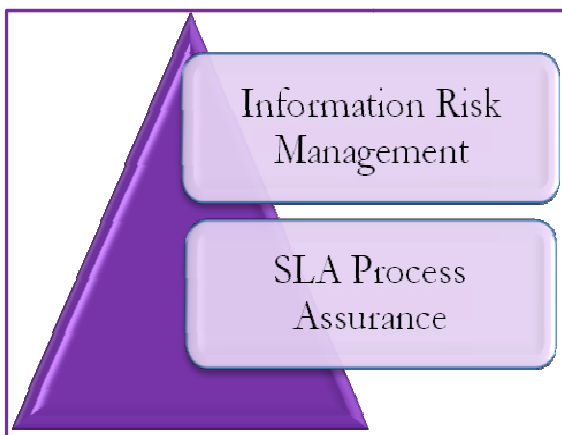 Information Risk
Management
SLA Process
Assurance